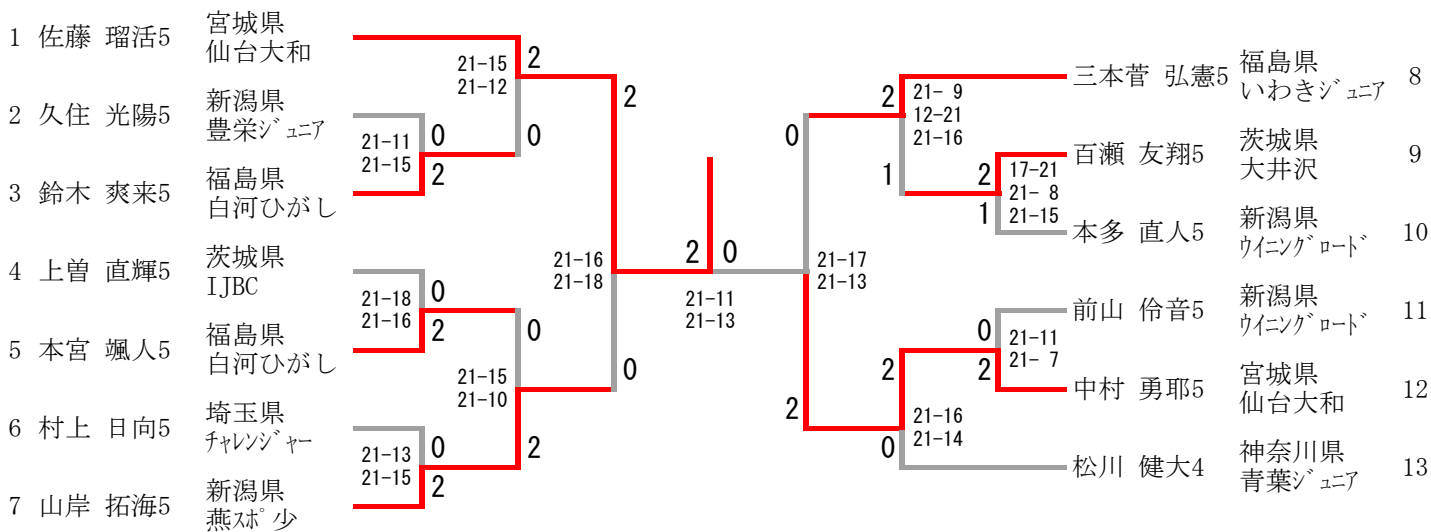 1 佐藤 瑠活5 宮城県
仙台大和
2 久住 光陽5 新潟県
豊栄ジュニア
3 鈴木 爽来5 福島県
白河ひがし
4 上曽 直輝5 茨城県
IJBC
5 本宮 颯人5 福島県
白河ひがし
6 村上 日向5 埼玉県
チャレンジャー
7 山岸 拓海5 新潟県
燕スポ少
21-15
21-12
2
0
21-11
21-15
0
2
21-18
21-16
0
2
21-15
21-10
0
2
21-13
21-15
0
2
21-16
21-18
2
0
2 0
21-11
21-13
0
2
21-17
21-13
2
1
21- 9
12-21
21-16
2
1
17-21
21- 8
21-15
0
2
21-11
21- 7
2
0
21-16
21-14
三本菅 弘憲5 福島県 8
いわきジュニア
百瀬 友翔5 茨城県 9
大井沢
本多 直人5 新潟県 10
ウイニングロード
前山 伶音5 新潟県 11
ウイニングロード
中村 勇耶5 宮城県 12
仙台大和
松川 健大4 神奈川県 13
青葉ジュニア